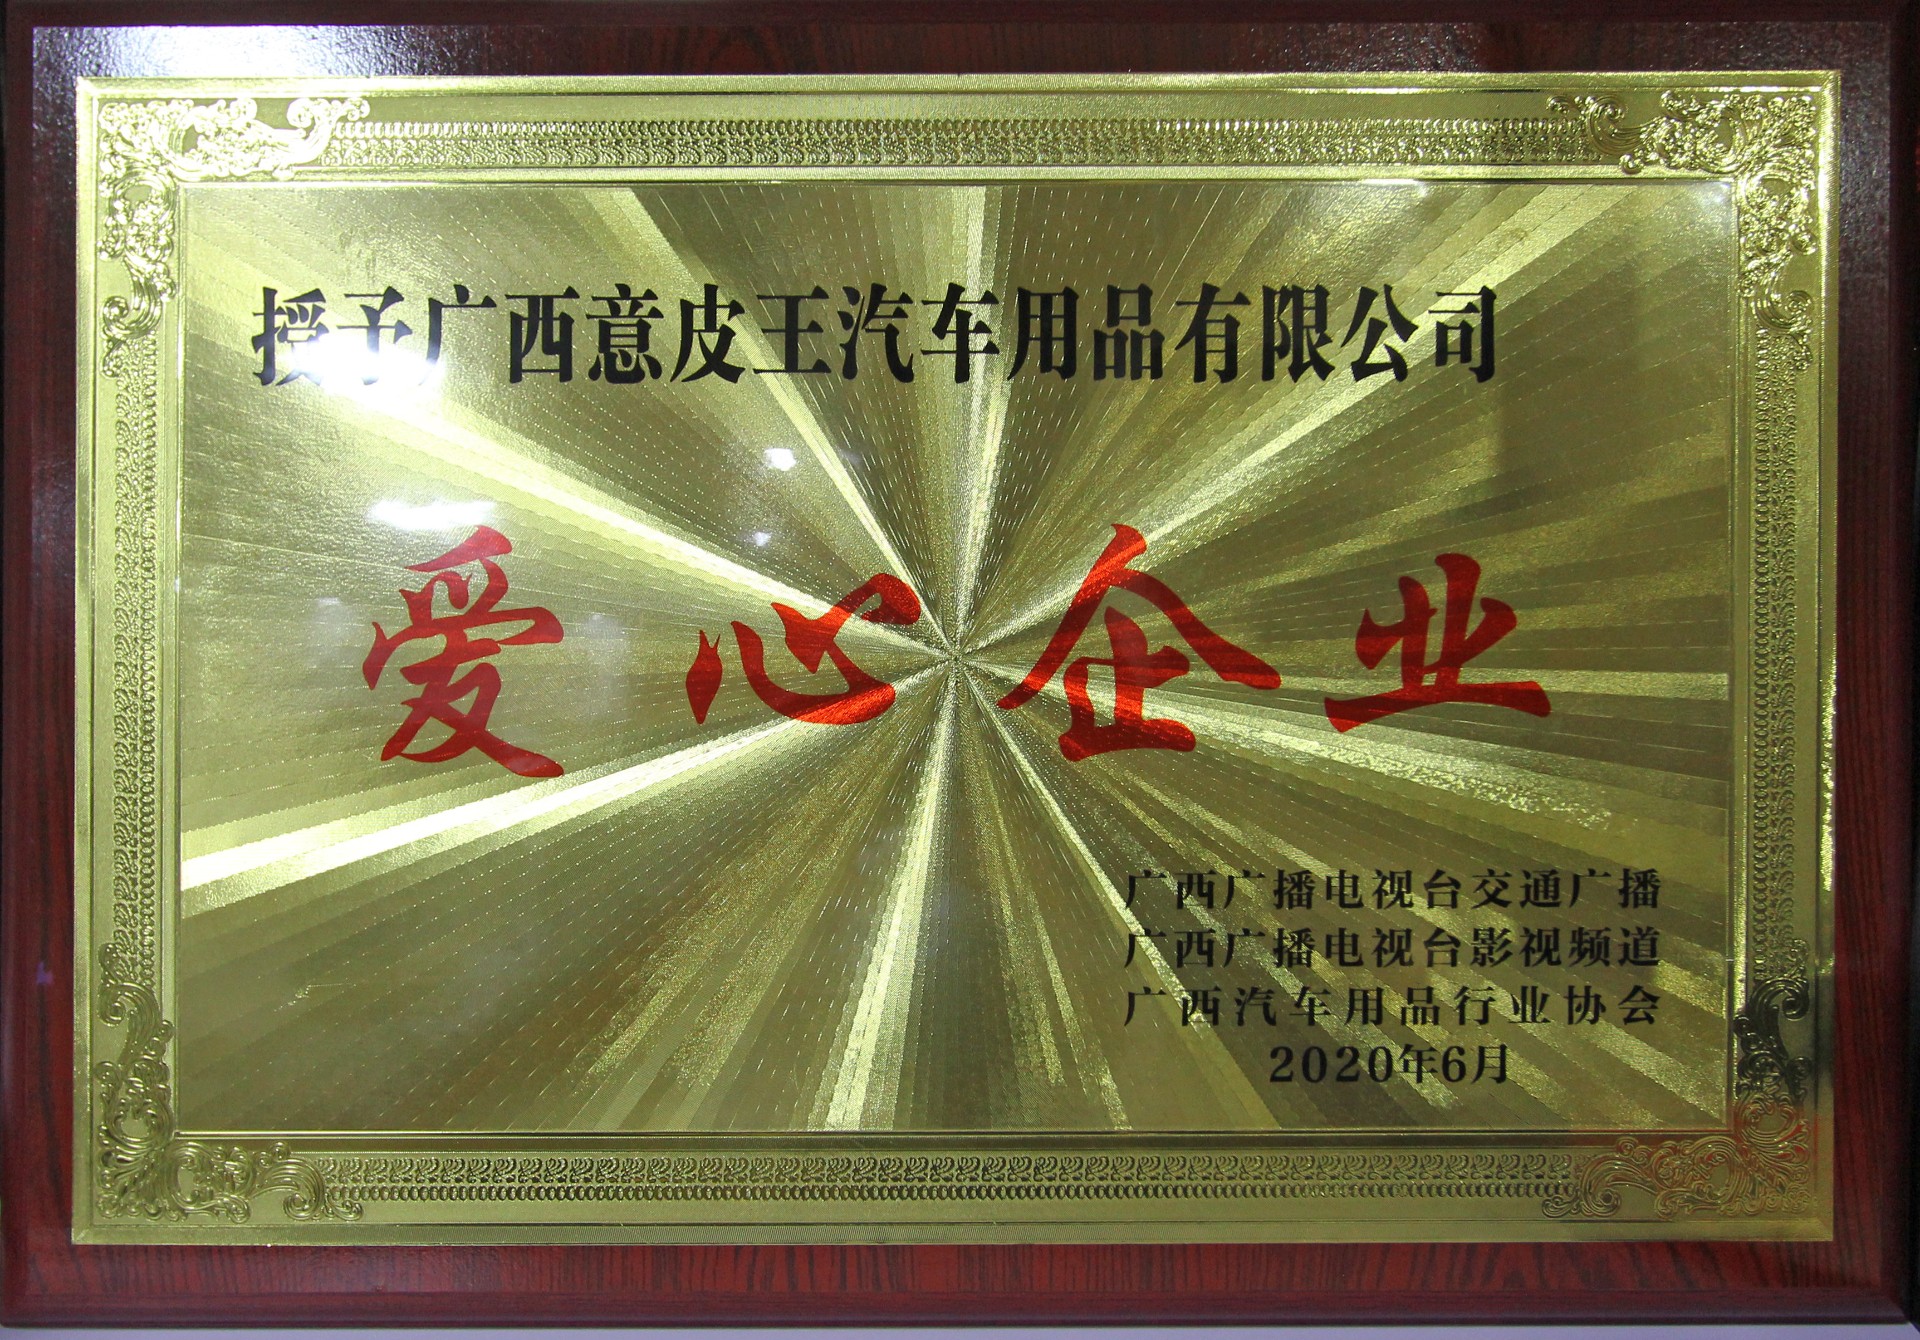 授予广西意皮王汽车用品有限公司
爱心企业
广西广播电视台交通广播
广西广播电视台影视频道
广西汽车用品行业协会
2020年6月